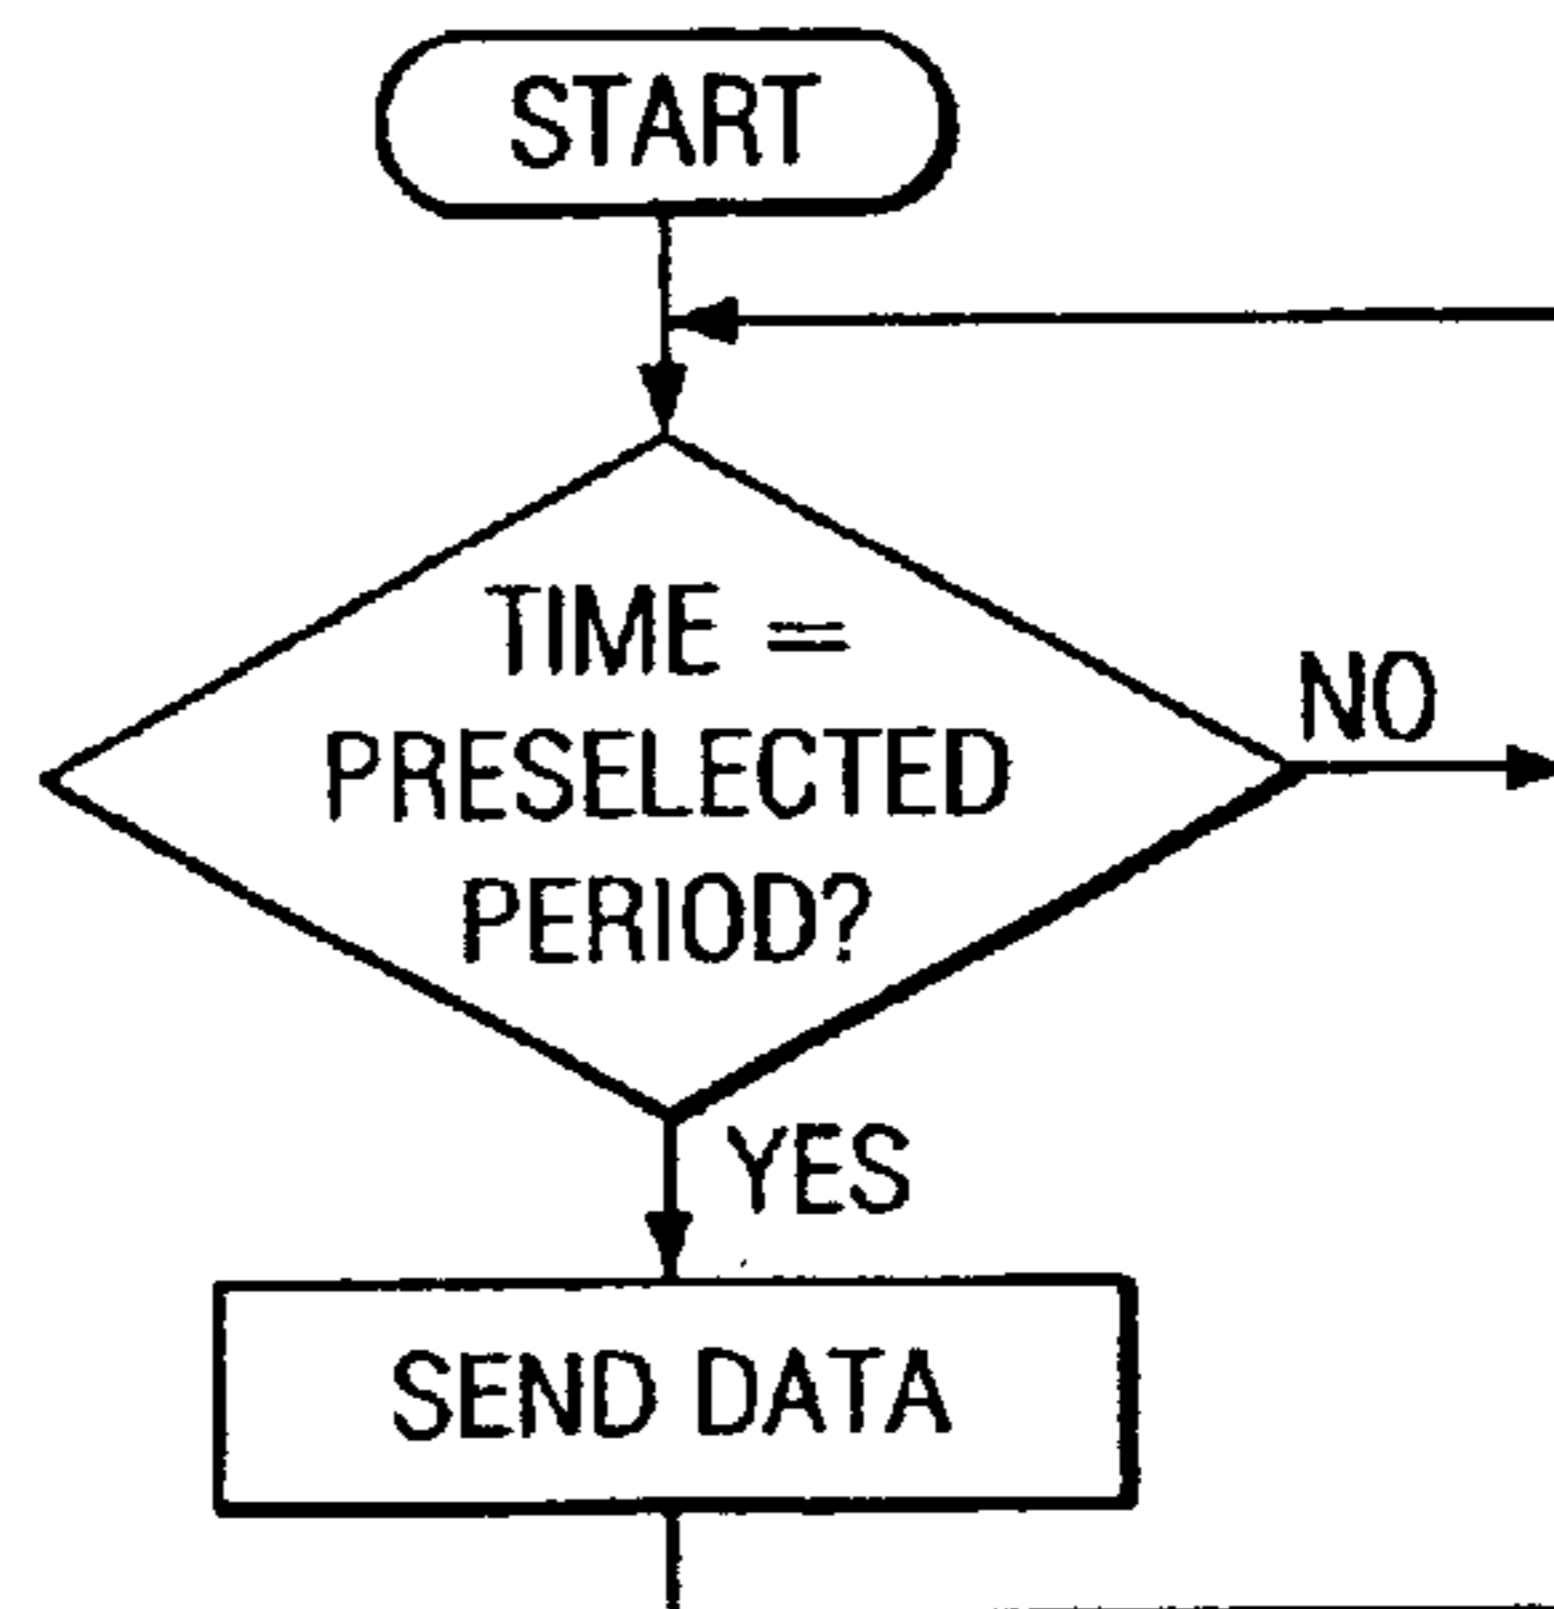 START
TIME =
PRESELECTED
PERIOD?
NO
YES
SEND DATA